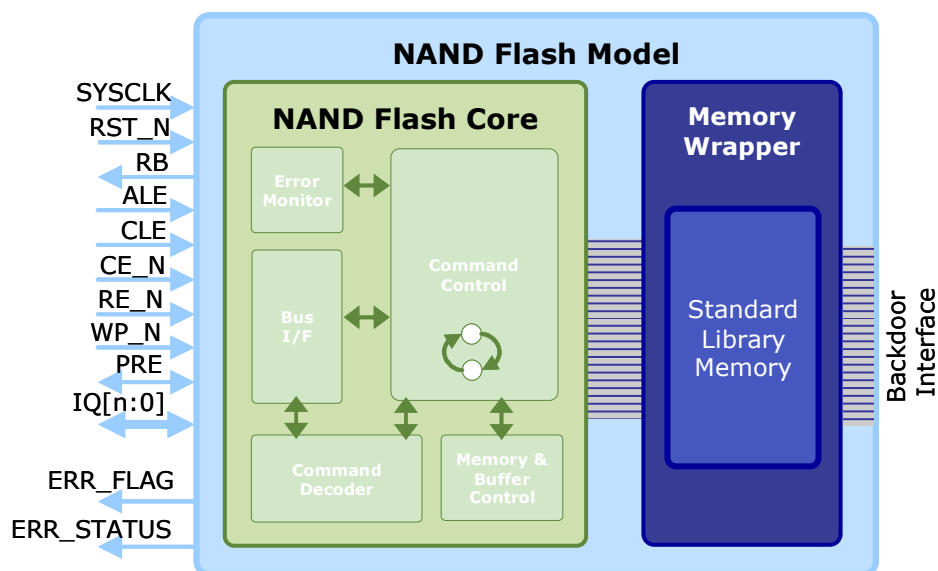 NAND Flash Model
SYSCLK
RST_N
RB
ALE
CLE
CE_N
RE_N
WP_N
PRE
IQ[n:0]
ERR_FLAG
ERR_STATUS
NAND Flash Core
Error
Monitor
Bus
I/F
Command
Control
Command
Decoder
Memory &
Buffer
Control
Memory
Wrapper
Standard
Library
Memory
Backdoor
Interface